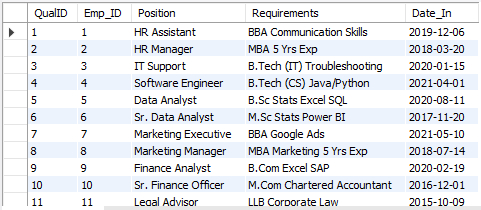 QualID Emp_ID Position Requirements Date_In
1 1 HR Assistant BBA Communication Skills 2019-12-06
2 2 HR Manager MBA 5 Yrs Exp 2018-03-20
3 3 IT Support B.Tech (IT) Troubleshooting 2020-01-15
4 4 Software Engineer B.Tech (CS) Java/Python 2021-04-01
5 5 Data Analyst B.Sc Stats Excel SQL 2020-08-11
6 6 Sr. Data Analyst M.Sc Stats Power BI 2017-11-20
7 7 Marketing Executive BBA Google Ads 2021-05-10
8 8 Marketing Manager MBA Marketing 5 Yrs Exp 2018-07-14
9 9 Finance Analyst B.Com Excel SAP 2020-02-19
10 10 Sr. Finance Officer M.Com Chartered Accountant 2016-12-01
11 11 Legal Advisor LLB Corporate Law 2015-10-09